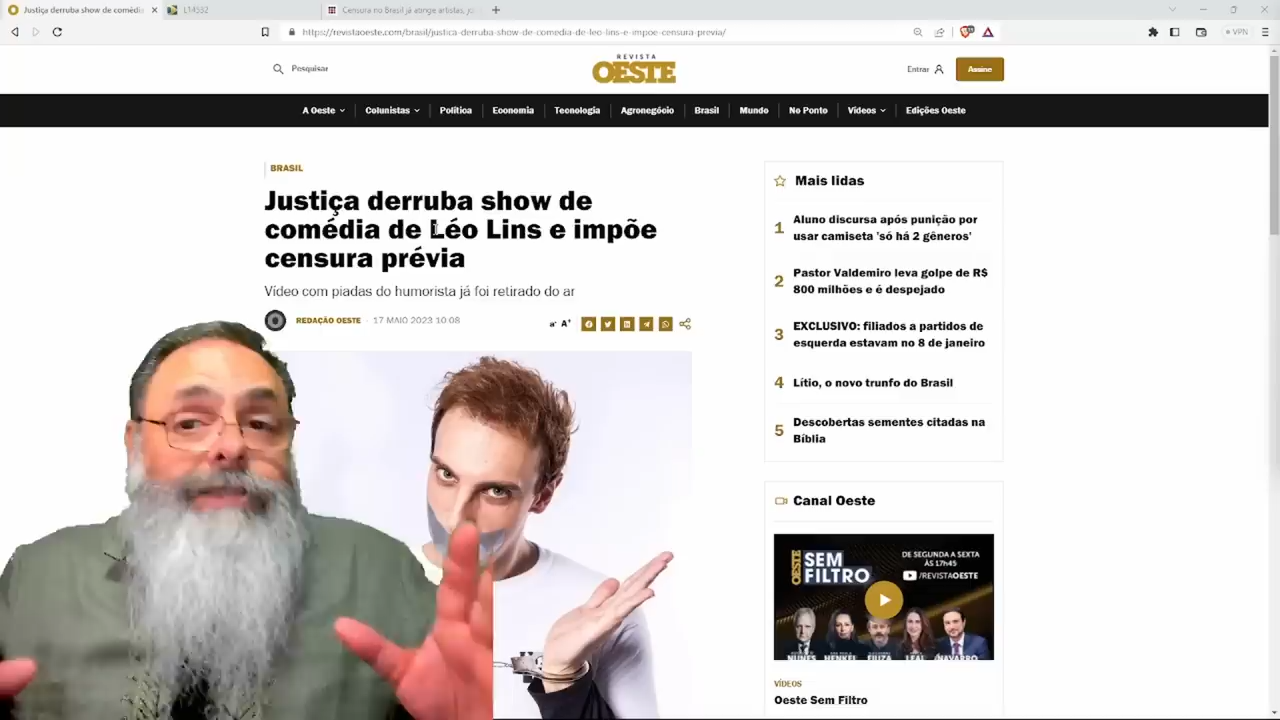 Justiça derruba show de comédi
L14532
Censura no Brasil já atinge artistas, jo
https://revistaoeste.com/brasil/justica-derruba-show-de-comedia-de-leo-lins-e-impoe-censura-previa/
VPN
Pesquisar
REVISTA
OESTE
Entrar
Assine
A Oeste
Colunistas
Política
Economia
Tecnologia
Agronegócio
Brasil
Mundo
No Ponto
Vídeos
Edições Oeste
BRASIL
Justiça derruba show de
comédia de Léo Lins e impõe
censura prévia
Vídeo com piadas do humorista já foi retirado do ar
REDAÇÃO OESTE · 17 MAIO 2023 10:08
a- A+
Mais lidas
1 Aluno discursa após punição por
usar camiseta 'só há 2 gêneros'
2 Pastor Valdemiro leva golpe de R$
800 milhões e é despejado
3 EXCLUSIVO: filiados a partidos de
esquerda estavam no 8 de janeiro
4 Lítio, o novo trunfo do Brasil
5 Descobertas sementes citadas na
Bíblia
Canal Oeste
OESTE
SEM
FILTRO
DE SEGUNDA A SEXTA
ÀS 17h45
/REVISTAOESTE
NUNES
HENKEL
FIUZA
LEAL
NAVARRO
VÍDEOS
Oeste Sem Filtro